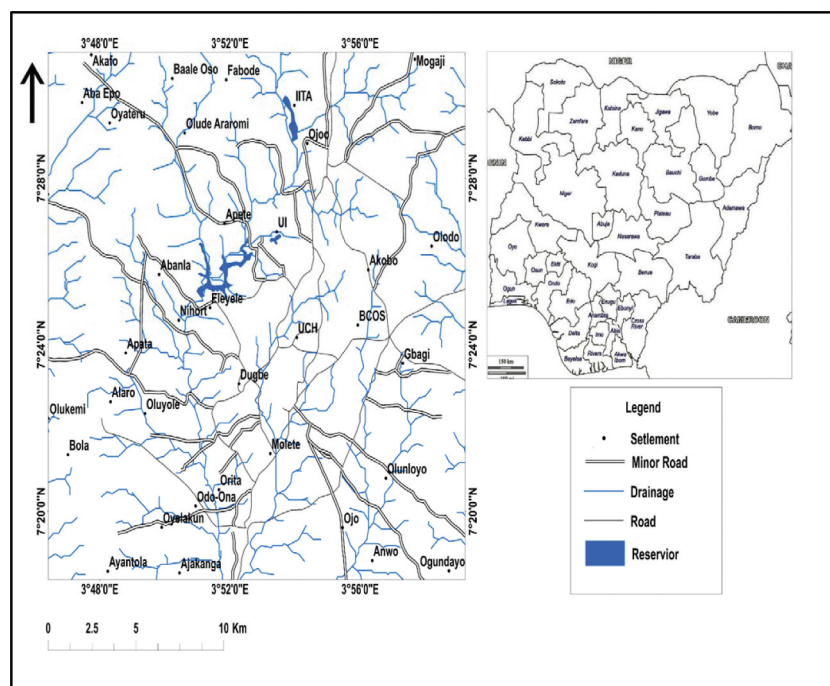 3°48'0"E 3°52'0"E 3°56'0"E
Akafo
Mogaji
Baale Oso
Fabode
Aba Epo
IITA
Oyateru
Olude Araromi
Ojoo
7°28'0"N
7°28'0"N
Apete
UI
Olodo
Abanla
Akobo
Eleyele
Nihort
BCOS
UCH
7°24'0"N
7°24'0"N
Apata
Gbagi
Dugbe
Alaro
Olukemi
Oluyole
Bola
Molete
Olunloyo
Orita
Odo-Ona
7°20'0"N
7°20'0"N
Oyelakun
Ojo
Anwo
Ayantola
Ajakanga
Ogundayo
3°48'0"E 3°52'0"E 3°56'0"E
0 2.5 5 10 Km
NIGER
Sokoto
Katsina
Jigawa
Yobe
Borno
Zamfara
Kano
Kebbi
Kaduna
Bauchi
Gombe
Niger
Adamawa
Plateau
Kwara
Abuja
Nasarawa
Oyo
Taraba
Osun
Ekiti
Kogi
Benue
Ogun
Ondo
Lagos
Edo
Enugu
Ebonyi
Anambra
Cross
River
Delta
Imo
Abia
CAMEROON
Bayelsa
Rivers
Akwa
Ibom
150 km
Legend
Setlement
Minor Road
Drainage
Road
Reservior